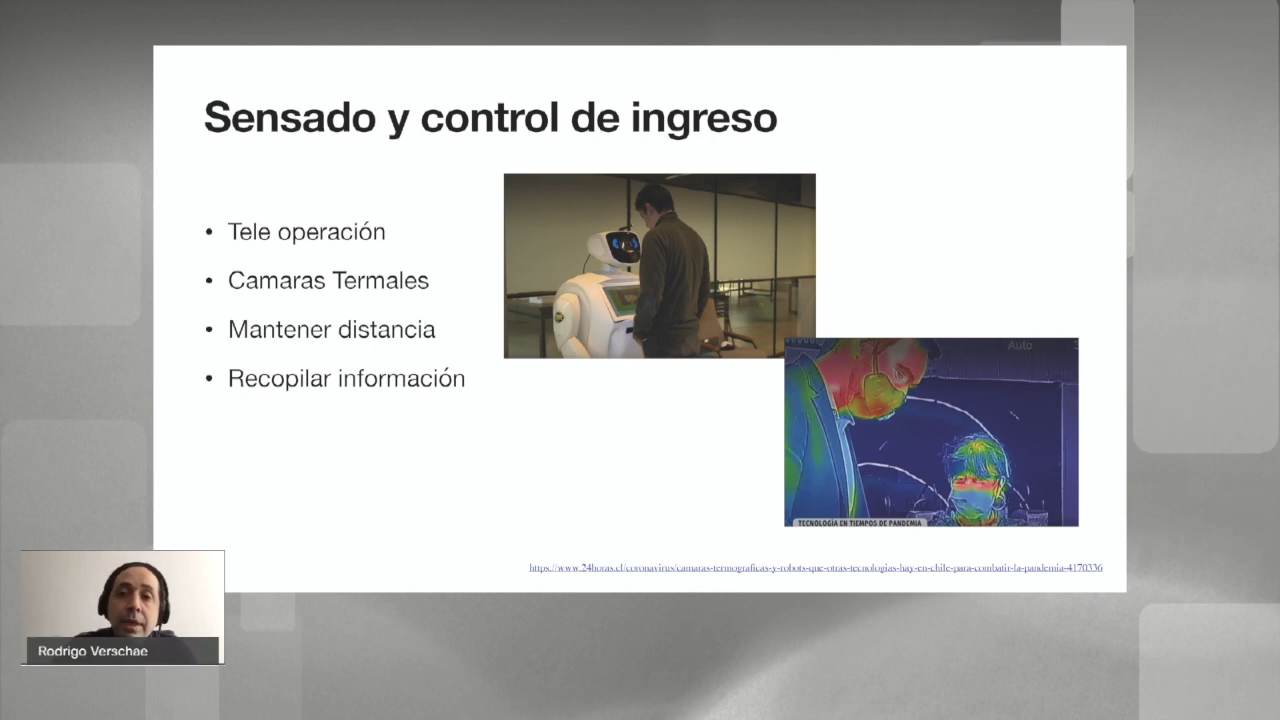 Sensado y control de ingreso
• Tele operación
• Camaras Termales
• Mantener distancia
• Recopilar información
Auto
TECNOLOGÍA EN TIEMPOS DE PANDEMIA
https://www.24horas.cl/coronavirus/camaras-termograficas-y-robots-que-otras-tecnologias-hay-en-chile-para-combatir-la-pandemia-4170336
Rodrigo Verschae